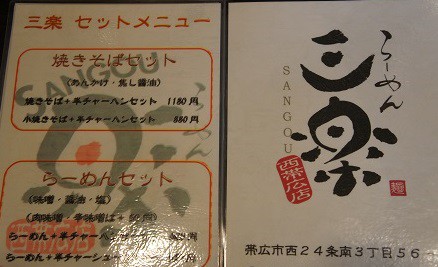 三楽 セットメニュー
焼きそばセット
(あんかけ・焦し醤油)
焼きそば+半チャーハンセット 1180円
小焼きそば+半チャーハンセット 880円
らーめんセット
(味噌・醤油・塩)
らーめん+半チャーハン
らーめん+半チャーシュー
西帯広店
らーめん
三楽
SANGOU
西帯広店
帯広市西24条南3丁目56